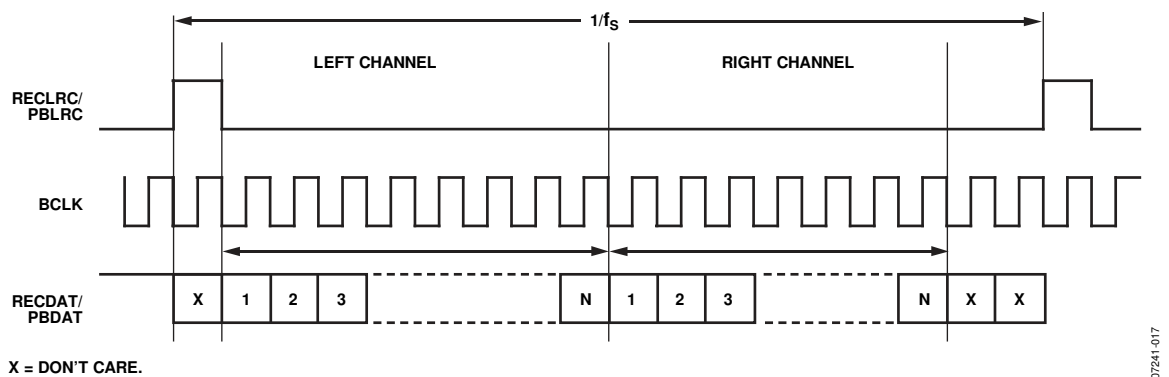 1/fS
LEFT CHANNEL
RIGHT CHANNEL
RECLRC/
PBLRC
BCLK
RECDAT/
PBDAT
X 1 2 3 N 1 2 3 N X X
X = DON'T CARE.
07241-017